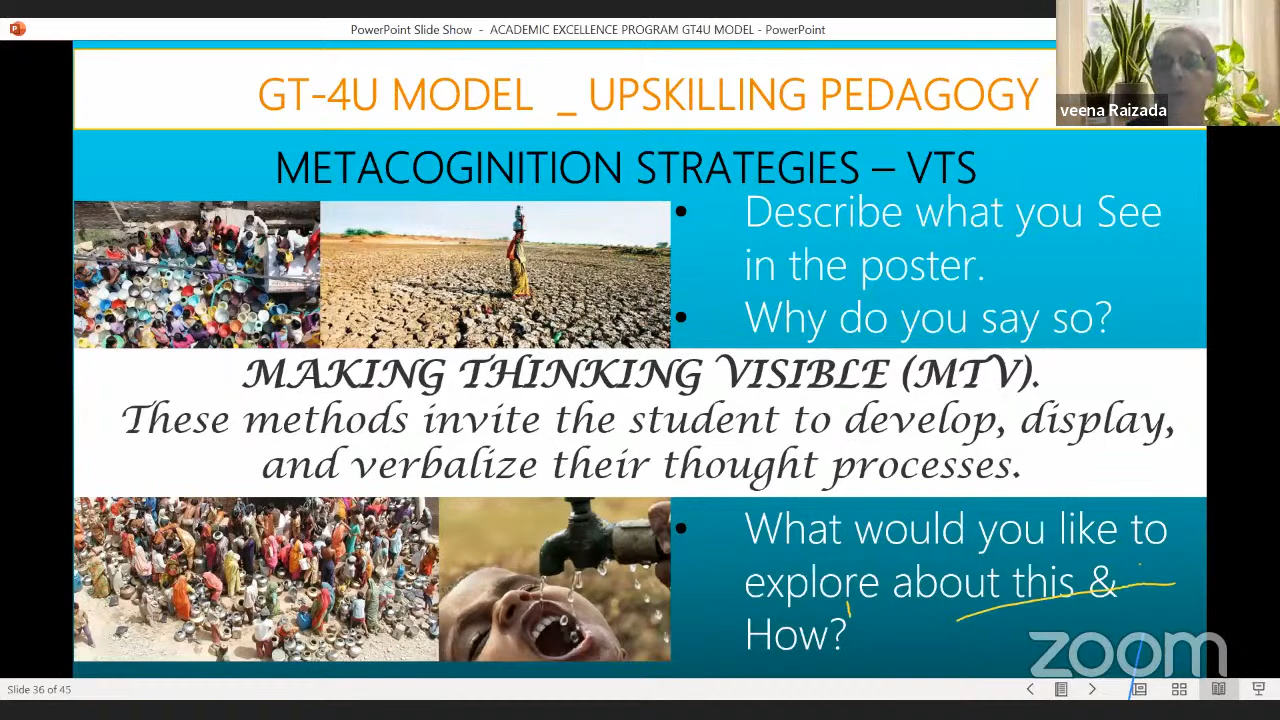 PowerPoint Slide Show - ACADEMIC EXCELLENCE PROGRAM GT4U MODEL - PowerPoint
veena Raizada
GT-4U MODEL _ UPSKILLING PEDAGOGY
METACOGINITION STRATEGIES – VTS
• Describe what you See
in the poster.
• Why do you say so?
MAKING THINKING VISIBLE (MTV).
These methods invite the student to develop, display,
and verbalize their thought processes.
• What would you like to
explore about this &
How?
zoom
Slide 36 of 45